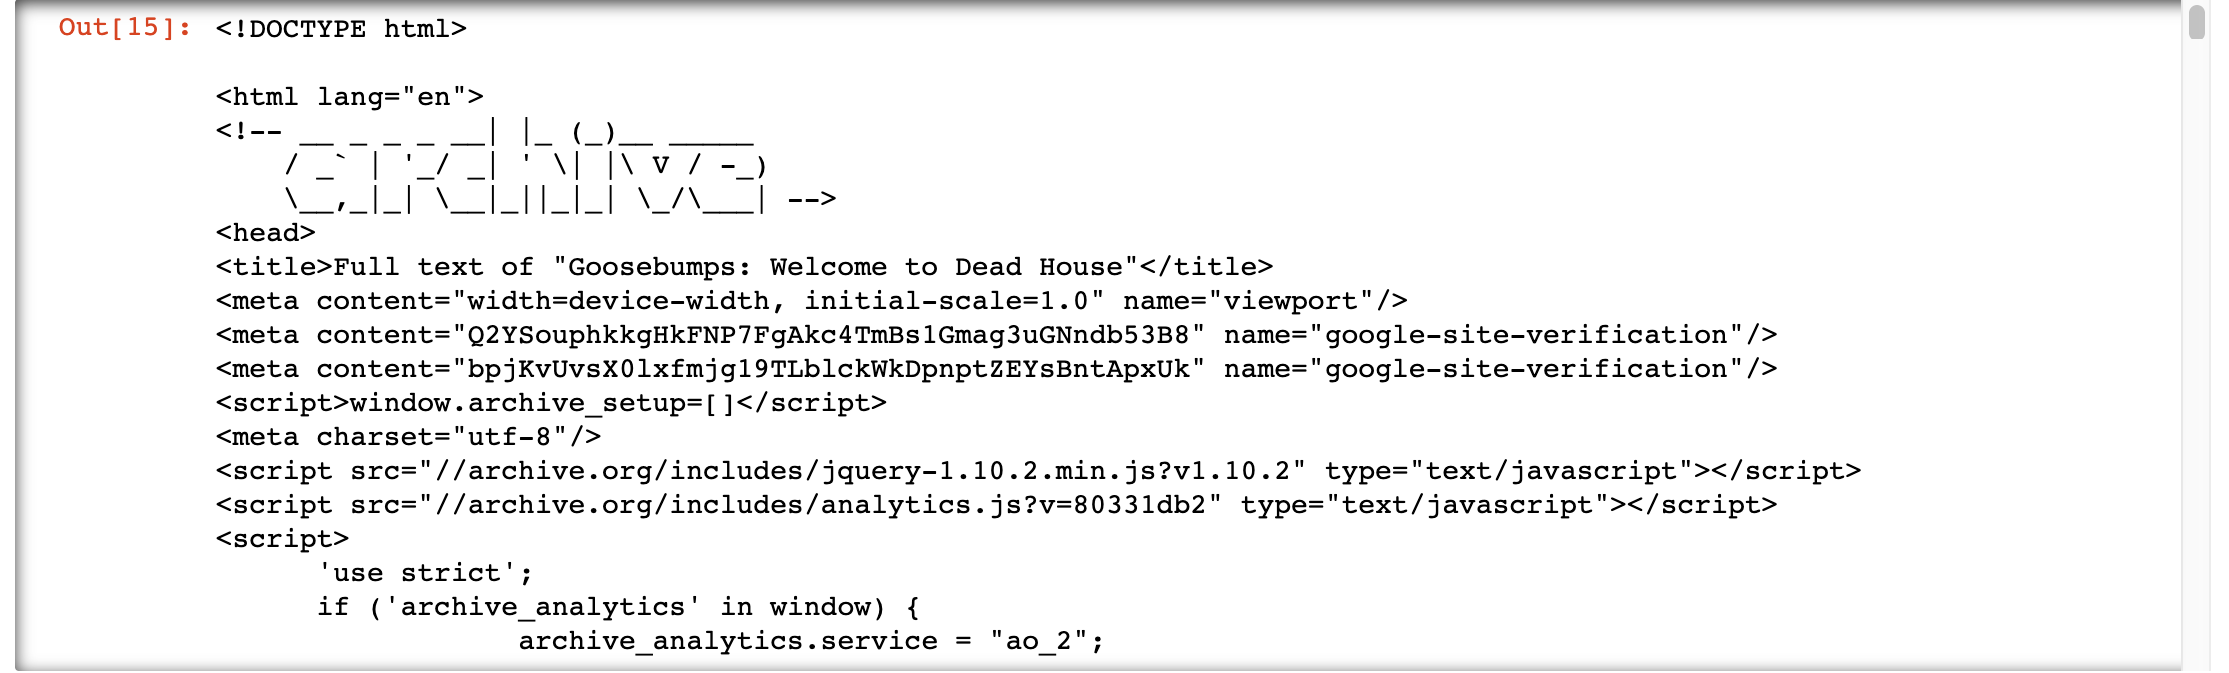 Out[15]: <!DOCTYPE html>
<html lang="en">
<!-- __ _ _ _ __| |_ (_)__ _____
    / _` | '_/ _| ' \| |\ V / -_)
    \__,_|_| \__|_||_|_| \_/\___| -->
<head>
<title>Full text of "Goosebumps: Welcome to Dead House"</title>
<meta content="width=device-width, initial-scale=1.0" name="viewport"/>
<meta content="Q2YSouphkkgHkFNP7FgAkc4TmBs1Gmag3uGNndb53B8" name="google-site-verification"/>
<meta content="bpjKvUvsX0lxfmjg19TLblckWkDpnptZEYsBntApxUk" name="google-site-verification"/>
<script>window.archive_setup=[]</script>
<meta charset="utf-8"/>
<script src="//archive.org/includes/jquery-1.10.2.min.js?v1.10.2" type="text/javascript"></script>
<script src="//archive.org/includes/analytics.js?v=80331db2" type="text/javascript"></script>
<script>
      'use strict';
      if ('archive_analytics' in window) {
                  archive_analytics.service = "ao_2";